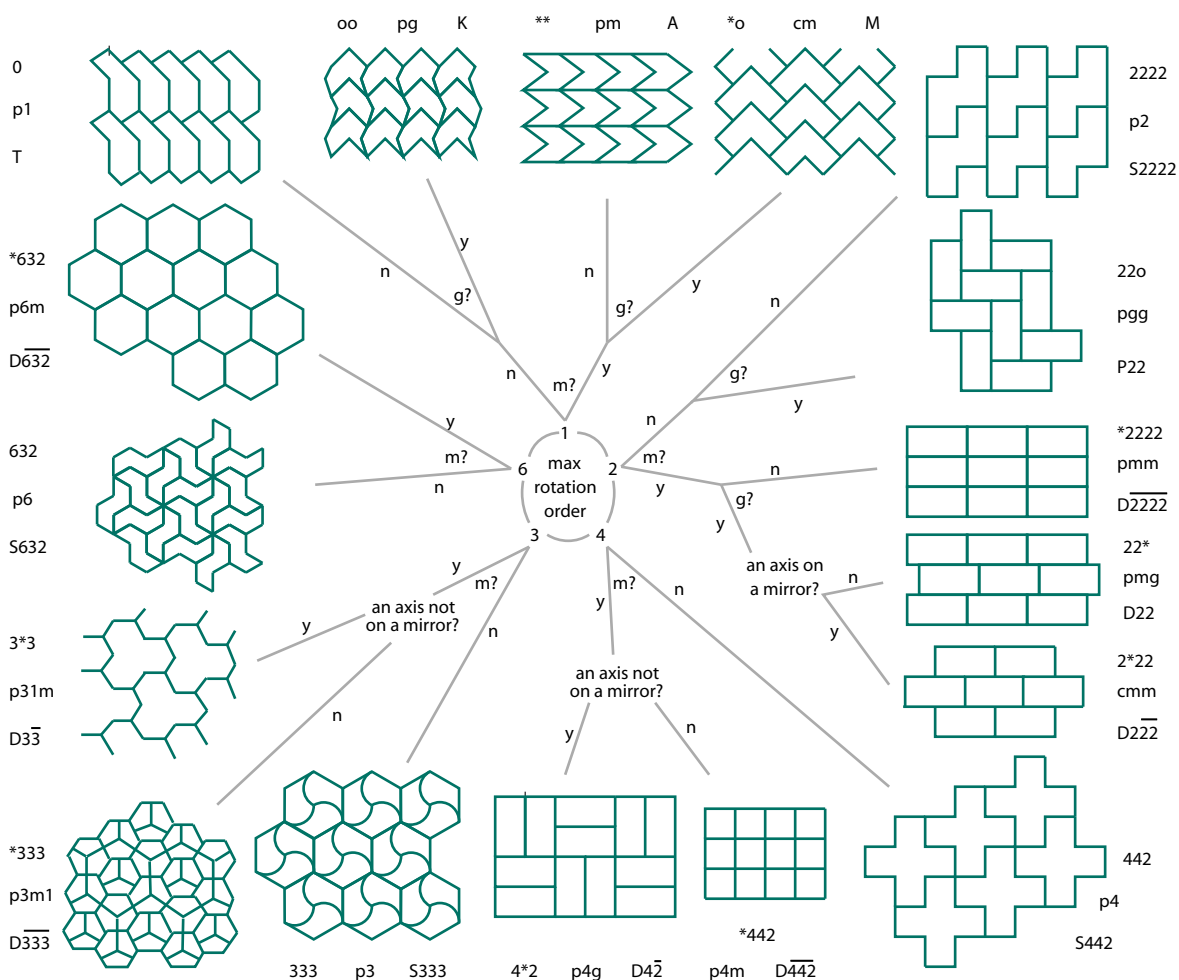 oo pg K ** pm A *o cm M
0
p1
T
2222
p2
S2222
*632
p6m
D6̅3̅2̅
22o
pgg
P22
n
y
g?
n
n
g?
y
y
n
m?
n
g?
y
n
y
m?
n
1
6
max
rotation
order
2
3
4
m?
y
n
g?
y
632
p6
S632
*2222
pmm
D2̅2̅2̅2̅
an axis on
a mirror?
n
y
22*
pmg
D22
2*22
cmm
D22̅2̅
y
m?
n
an axis not
on a mirror?
y
n
3*3
p31m
D33̅
m?
y
n
an axis not
on a mirror?
y
n
*333
p3m1
D3̅3̅3̅
442
p4
S442
333 p3 S333
4*2 p4g D42̅
*442
p4m D4̅4̅2̅